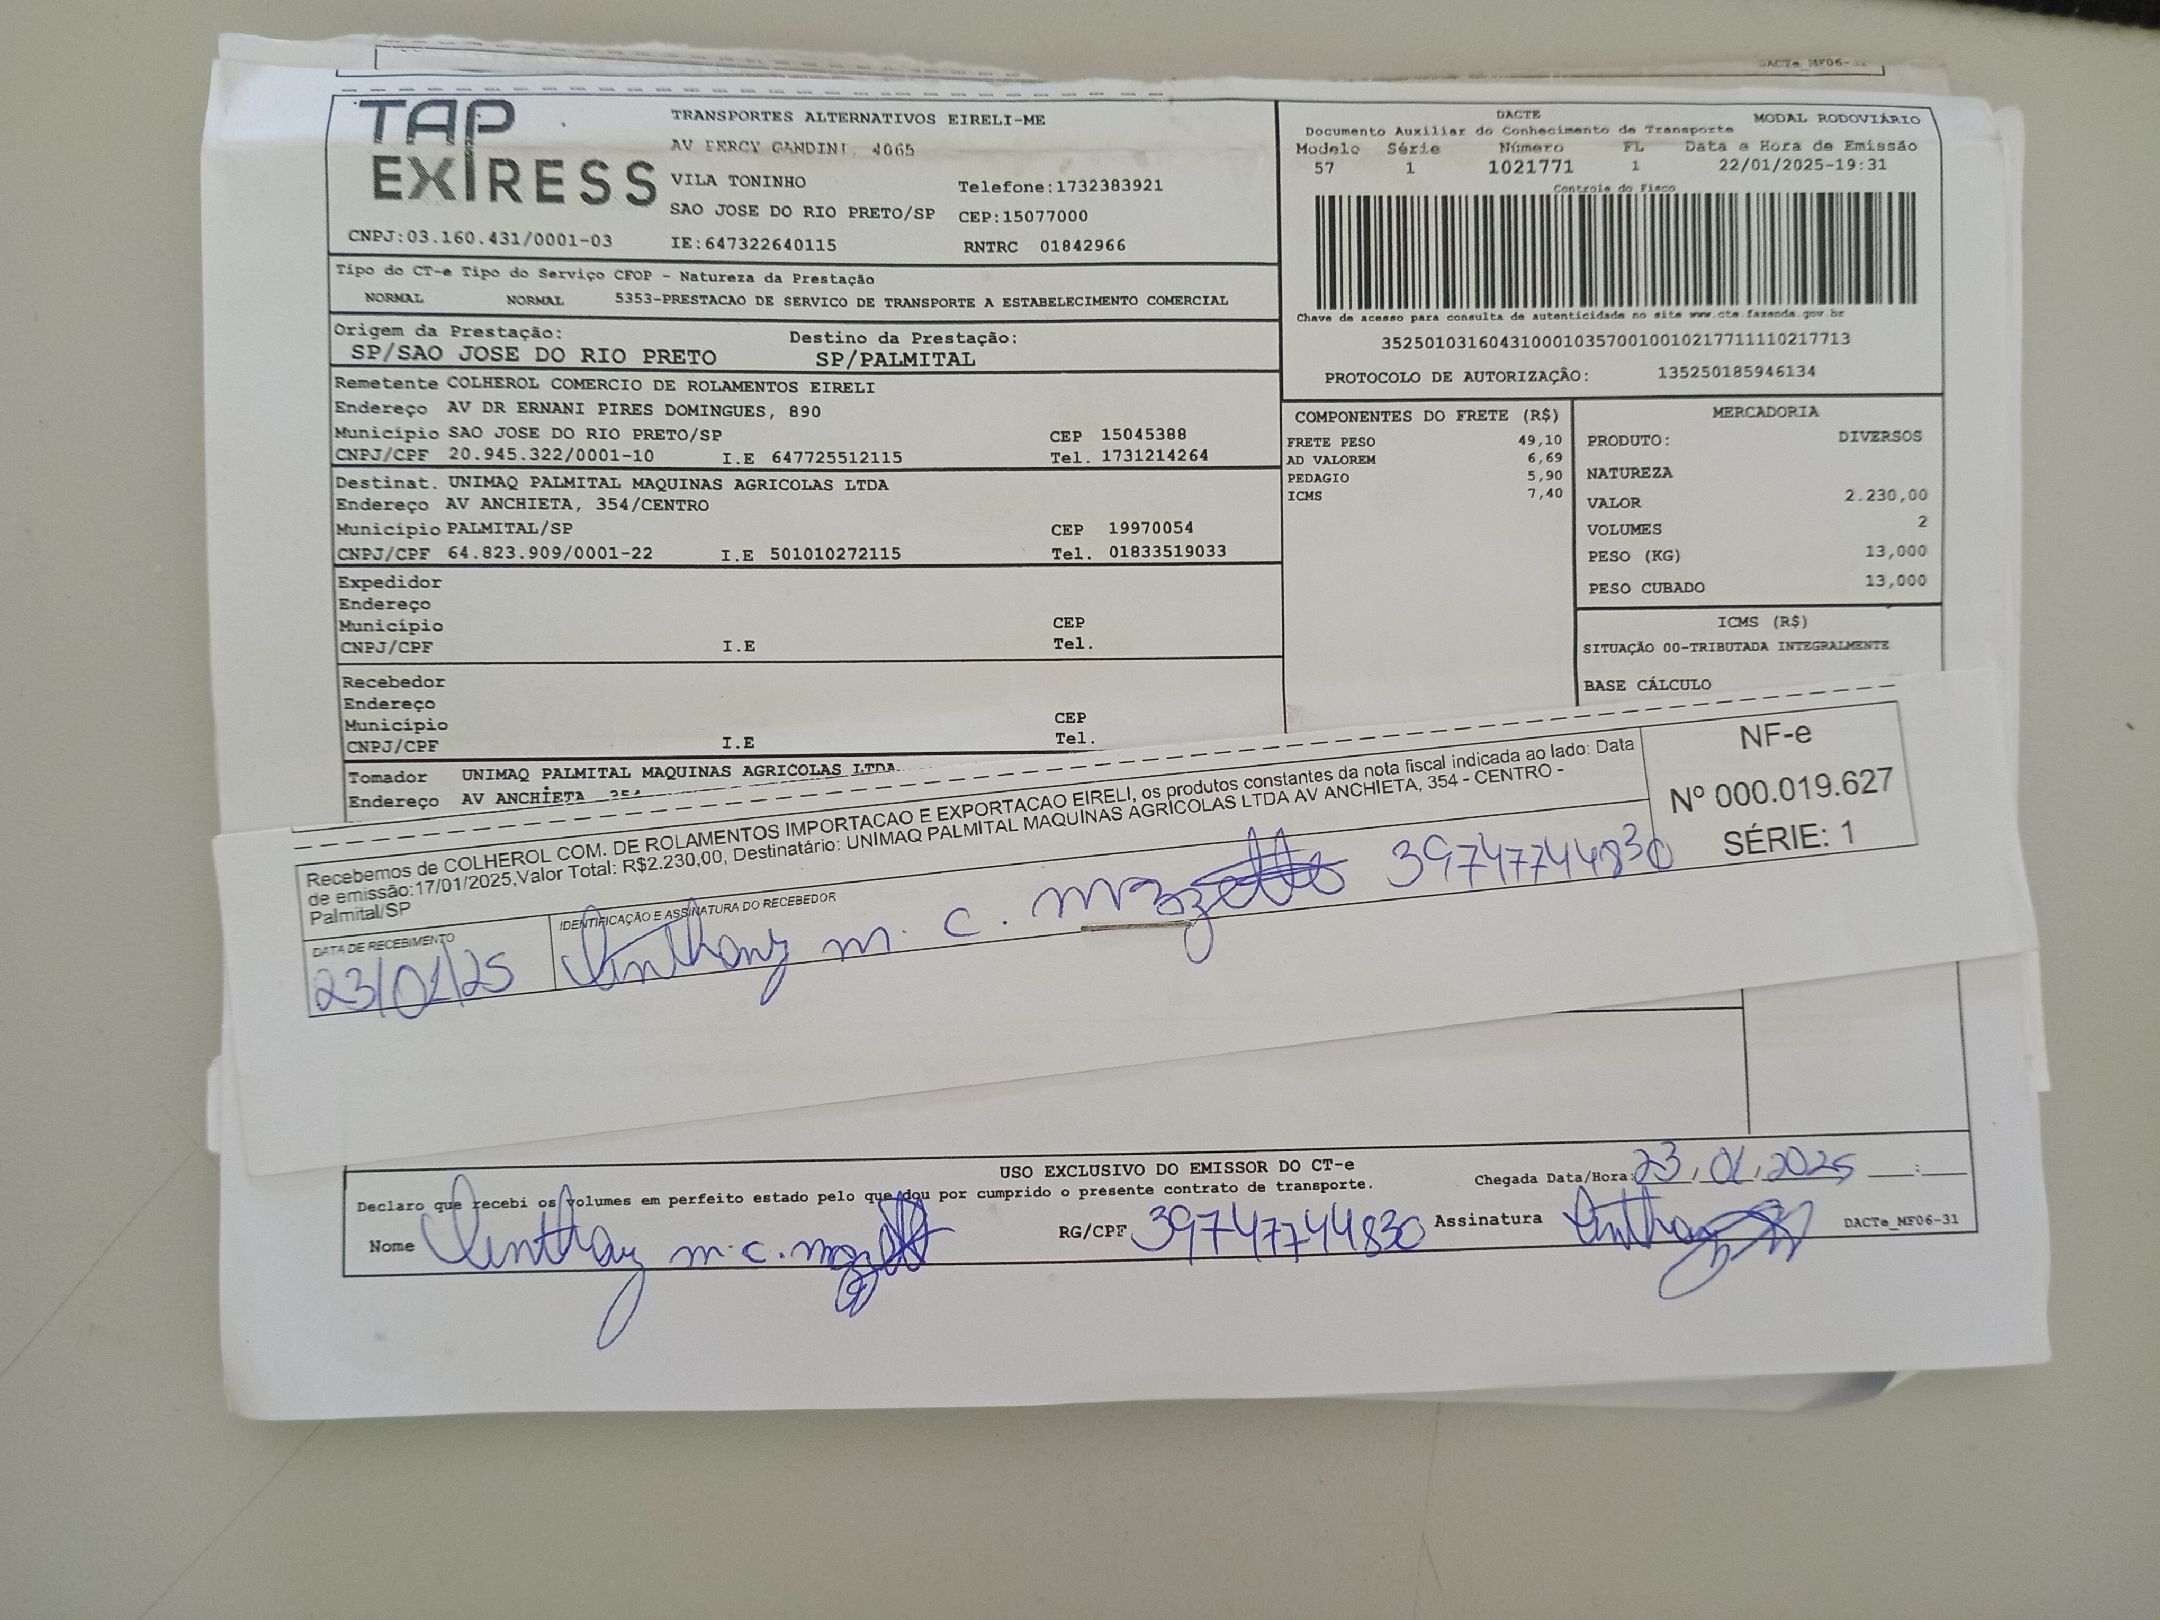 DACTe_MF06-31
TAP
EXPRESS
TRANSPORTES ALTERNATIVOS EIRELI-ME
AV PERCY GANDINI, 4065
VILA TONINHO Telefone:1732383921
SAO JOSE DO RIO PRETO/SP CEP:15077000
CNPJ:03.160.431/0001-03 IE:647322640115 RNTRC 01842966
DACTE MODAL RODOVIÁRIO
Documento Auxiliar do Conhecimento de Transporte
Modelo Série Número FL Data e Hora de Emissão
57 1 1021771 1 22/01/2025-19:31
Controle do Fisco
Chave de acesso para consulta de autenticidade no site www.cte.fazenda.gov.br
35250103160431000103570010010217711110217713
PROTOCOLO DE AUTORIZAÇÃO: 135250185946134
Tipo do CT-e Tipo do Serviço CFOP - Natureza da Prestação
NORMAL NORMAL 5353-PRESTACAO DE SERVICO DE TRANSPORTE A ESTABELECIMENTO COMERCIAL
Origem da Prestação: Destino da Prestação:
SP/SAO JOSE DO RIO PRETO SP/PALMITAL
Remetente COLHEROL COMERCIO DE ROLAMENTOS EIRELI
Endereço AV DR ERNANI PIRES DOMINGUES, 890
Município SAO JOSE DO RIO PRETO/SP CEP 15045388
CNPJ/CPF 20.945.322/0001-10 I.E 647725512115 Tel. 1731214264
Destinat. UNIMAQ PALMITAL MAQUINAS AGRICOLAS LTDA
Endereço AV ANCHIETA, 354/CENTRO
Município PALMITAL/SP CEP 19970054
CNPJ/CPF 64.823.909/0001-22 I.E 501010272115 Tel. 01833519033
Expedidor
Endereço
Município CEP
CNPJ/CPF I.E Tel.
Recebedor
Endereço
Município CEP
CNPJ/CPF I.E Tel.
Tomador UNIMAQ PALMITAL MAQUINAS AGRICOLAS LTDA
Endereço AV ANCHIETA 354
COMPONENTES DO FRETE (R$)
FRETE PESO 49,10
AD VALOREM 6,69
PEDAGIO 5,90
ICMS 7,40
MERCADORIA
PRODUTO: DIVERSOS
NATUREZA
VALOR 2.230,00
VOLUMES 2
PESO (KG) 13,000
PESO CUBADO 13,000
ICMS (R$)
SITUAÇÃO 00-TRIBUTADA INTEGRALMENTE
BASE CÁLCULO
Recebemos de COLHEROL COM. DE ROLAMENTOS IMPORTACAO E EXPORTACAO EIRELI, os produtos constantes da nota fiscal indicada ao lado: Data
de emissão:17/01/2025,Valor Total: R$2.230,00, Destinatário: UNIMAQ PALMITAL MAQUINAS AGRICOLAS LTDA AV ANCHIETA, 354 - CENTRO -
Palmital/SP
NF-e
Nº 000.019.627
SÉRIE: 1
DATA DE RECEBIMENTO IDENTIFICAÇÃO E ASSINATURA DO RECEBEDOR
23/01/25 m. c. 39747744830
USO EXCLUSIVO DO EMISSOR DO CT-e
Chegada Data/Hora: 23,01,2025 __:__
Declaro que recebi os volumes em perfeito estado pelo que dou por cumprido o presente contrato de transporte.
Nome m. c. RG/CPF 39747744830 Assinatura
DACTe_MF06-31